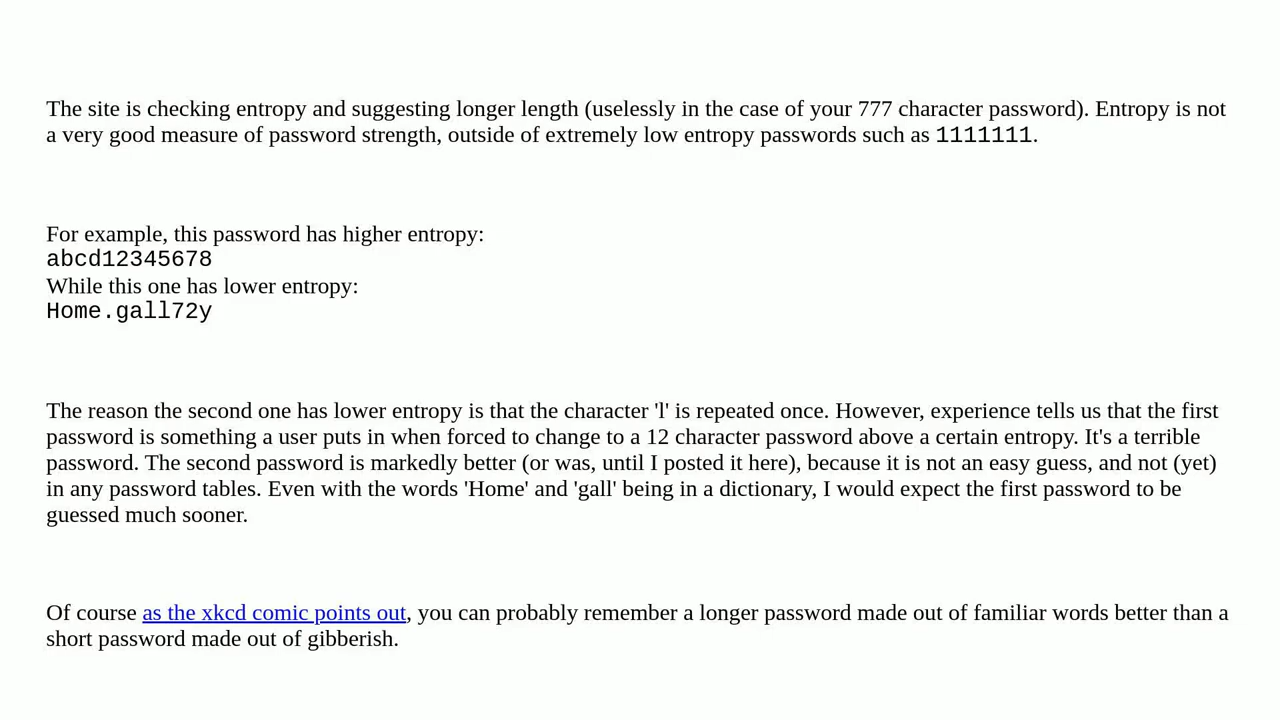 The site is checking entropy and suggesting longer length (uselessly in the case of your 777 character password). Entropy is not
a very good measure of password strength, outside of extremely low entropy passwords such as 1111111.
For example, this password has higher entropy:
abcd12345678
While this one has lower entropy:
Home.gall72y
The reason the second one has lower entropy is that the character 'l' is repeated once. However, experience tells us that the first
password is something a user puts in when forced to change to a 12 character password above a certain entropy. It's a terrible
password. The second password is markedly better (or was, until I posted it here), because it is not an easy guess, and not (yet)
in any password tables. Even with the words 'Home' and 'gall' being in a dictionary, I would expect the first password to be
guessed much sooner.
Of course as the xkcd comic points out, you can probably remember a longer password made out of familiar words better than a
short password made out of gibberish.